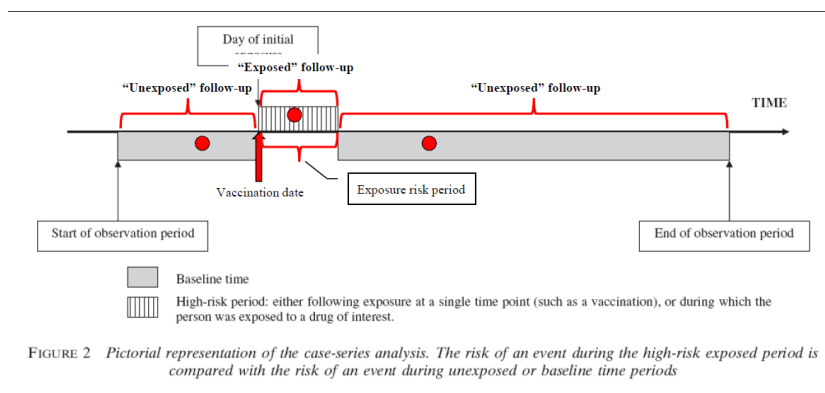 Day of initial
“Exposed” follow-up
“Unexposed” follow-up
“Unexposed” follow-up
TIME
Vaccination date
Exposure risk period
Start of observation period
End of observation period
Baseline time
High-risk period: either following exposure at a single time point (such as a vaccination), or during which the
person was exposed to a drug of interest.
FIGURE 2 Pictorial representation of the case-series analysis. The risk of an event during the high-risk exposed period is
compared with the risk of an event during unexposed or baseline time periods